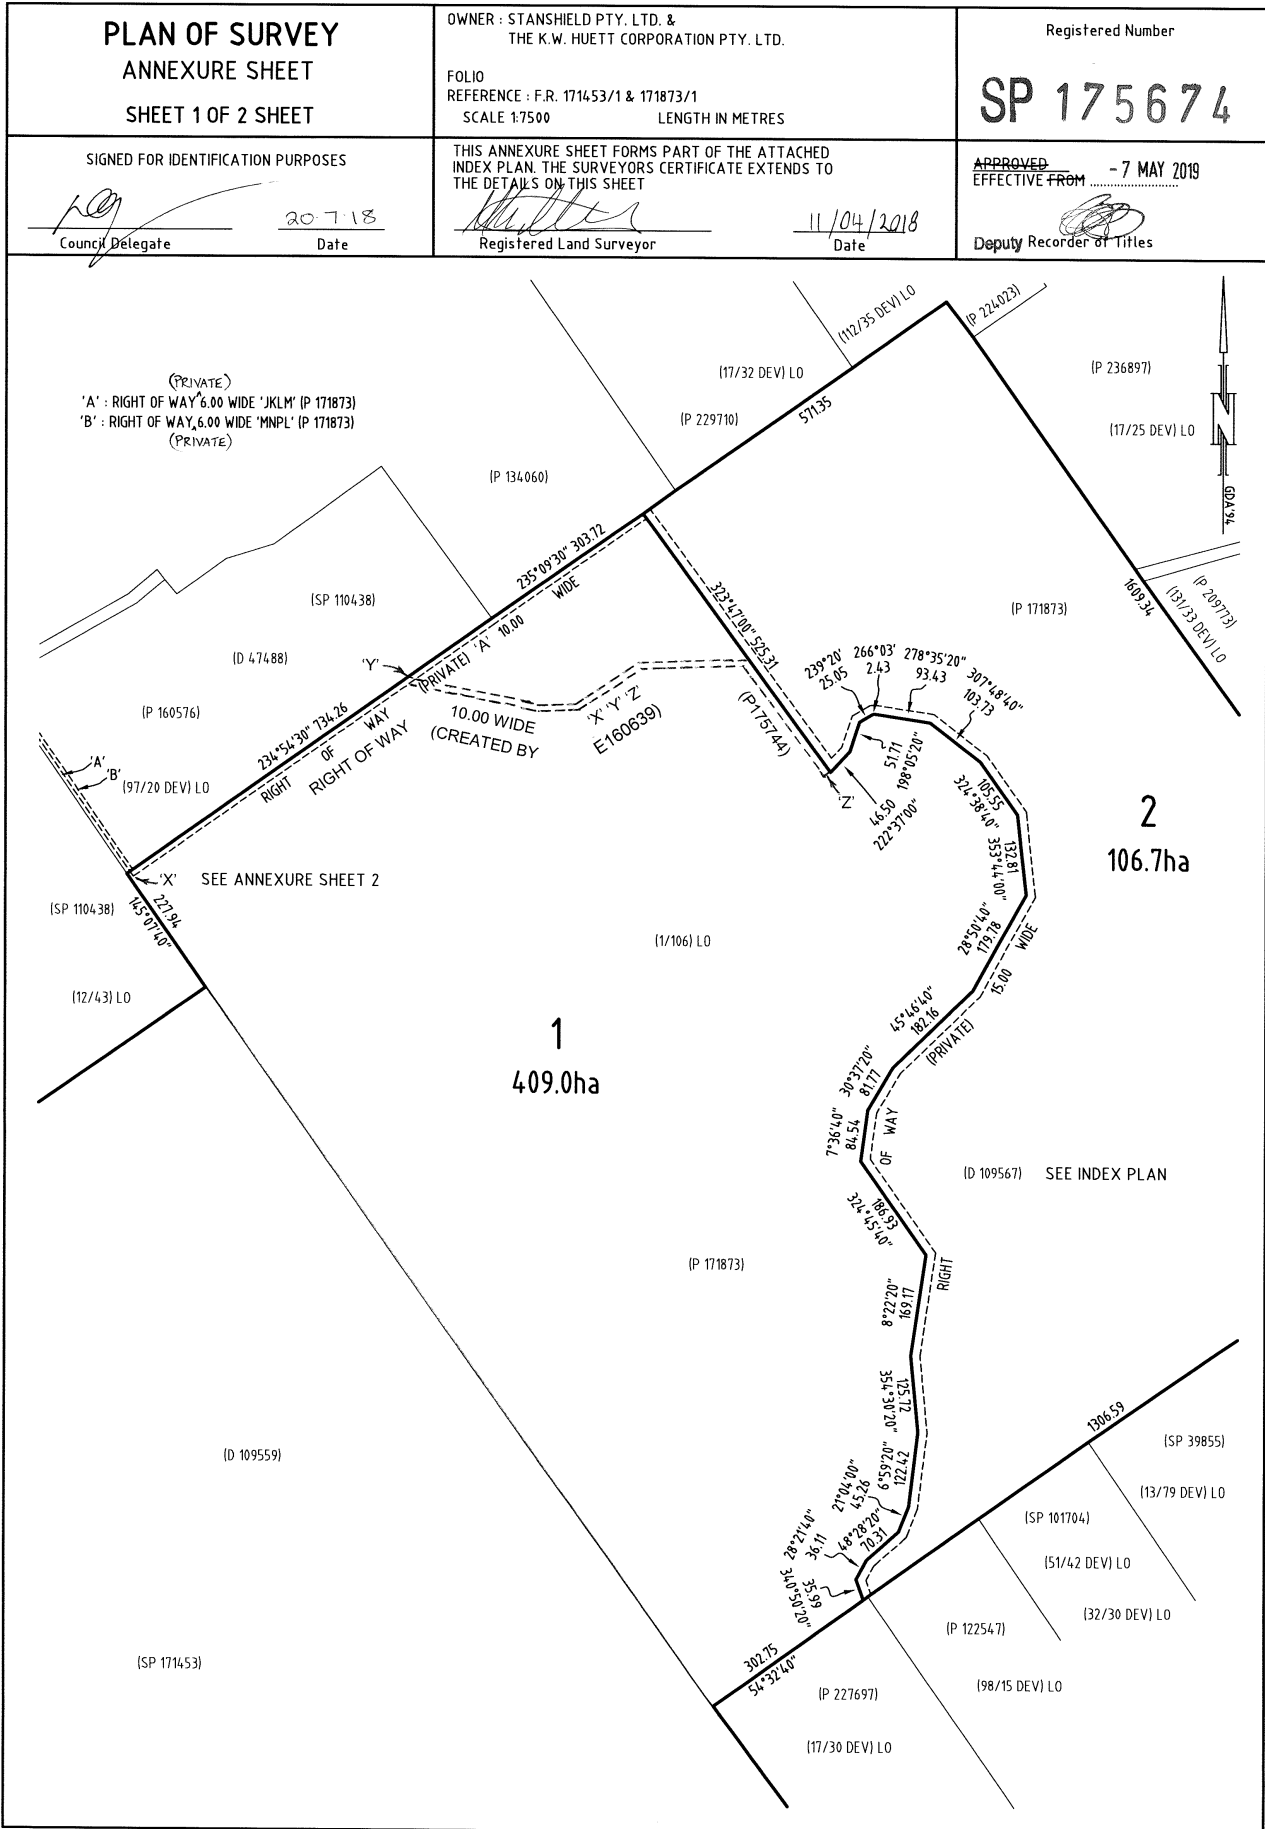 PLAN OF SURVEY
ANNEXURE SHEET
SHEET 1 OF 2 SHEET
OWNER : STANSHIELD PTY. LTD. &
THE K.W. HUETT CORPORATION PTY. LTD.
FOLIO
REFERENCE : F.R. 171453/1 & 171873/1
SCALE 1:7500 LENGTH IN METRES
Registered Number
SP 175674
SIGNED FOR IDENTIFICATION PURPOSES
20-7-18
Council Delegate Date
THIS ANNEXURE SHEET FORMS PART OF THE ATTACHED
INDEX PLAN. THE SURVEYORS CERTIFICATE EXTENDS TO
THE DETAILS ON THIS SHEET
11/04/2018
Registered Land Surveyor Date
APPROVED
EFFECTIVE FROM -7 MAY 2019
Deputy Recorder of Titles
(PRIVATE)
'A' : RIGHT OF WAY ^ 6.00 WIDE 'JKLM' (P 171873)
'B' : RIGHT OF WAY ^ 6.00 WIDE 'MNPL' (P 171873)
(PRIVATE)
(112/35 DEV) LO
(P 224023)
(17/32 DEV) LO
(P 236897)
571.35
(P 229710)
(17/25 DEV) LO
N
GDA'94
(P 134060)
235°09'30" 303.72
WIDE
10.00
'A'
(PRIVATE)
(SP 110438)
323°47'00" 525.31
(P 171873)
1609.34
(P 209773)
(131/33 DEV) LO
(D 47488)
'Y'
239°20'
25.05
266°03'
2.43
278°35'20"
93.43
307°48'40"
103.73
(P 160576)
234°54'30" 734.26
RIGHT OF WAY
RIGHT OF WAY
10.00 WIDE
(CREATED BY
'X' 'Y' 'Z'
E160639)
(P175744)
51.71
198°05'20"
'A'
'B'
(97/20 DEV) LO
'Z'
46.50
222°37'00"
105.55
324°38'40"
2
106.7ha
132.81
353°44'00"
'X' SEE ANNEXURE SHEET 2
227.94
145°07'40"
(SP 110438)
(1/106) LO
28°50'40"
179.78
WIDE
15.00
(12/43) LO
45°46'40"
182.16
(PRIVATE)
1
409.0ha
30°37'20"
81.77
7°36'40"
84.54
WAY
OF
(D 109567) SEE INDEX PLAN
186.93
324°45'40"
(P 171873)
RIGHT
8°22'20"
169.17
125.72
354°30'20"
1306.59
(D 109559)
(SP 39855)
6°59'20"
122.42
21°04'00"
45.26
(13/79 DEV) LO
(SP 101704)
28°21'40"
36.11
48°28'20"
70.31
(51/42 DEV) LO
35.99
340°50'20"
(32/30 DEV) LO
(P 122547)
(SP 171453)
302.75
54°32'40"
(98/15 DEV) LO
(P 227697)
(17/30 DEV) LO